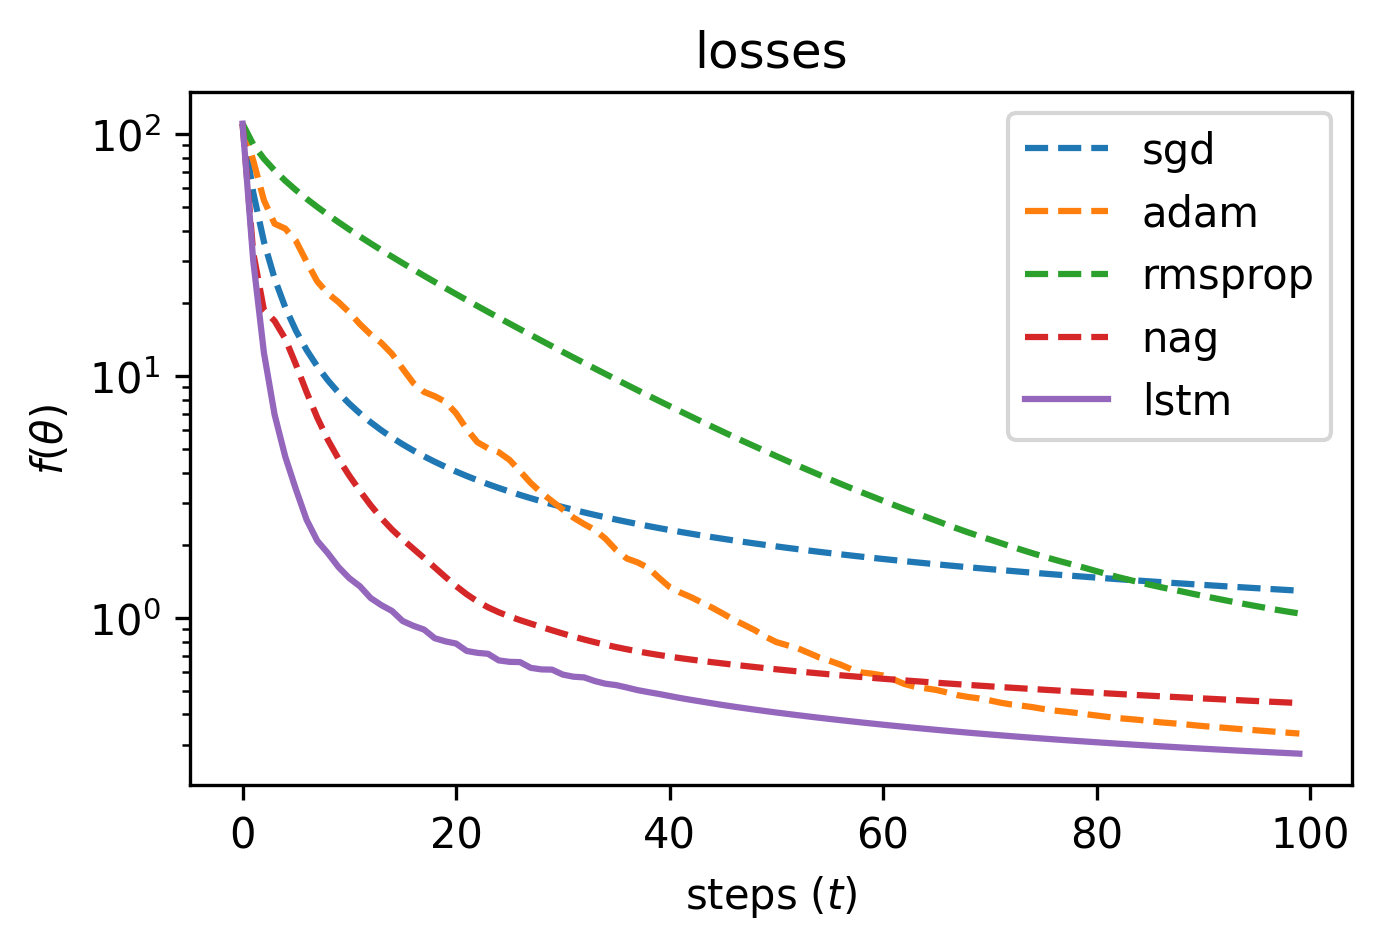 losses
10²
10¹
10⁰
f(θ)
0 20 40 60 80 100
steps (t)
sgd
adam
rmsprop
nag
lstm